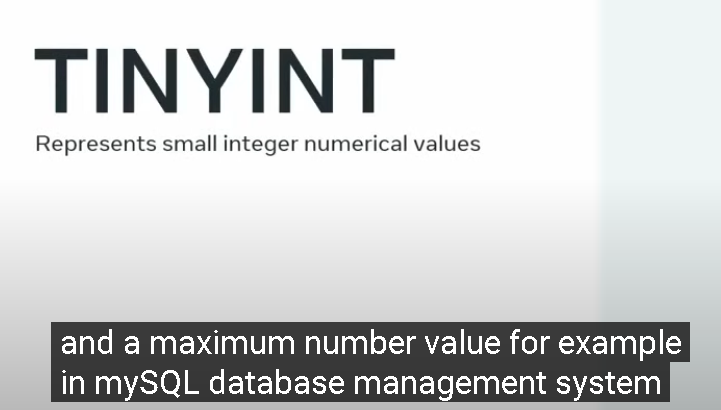 TINYINT
Represents small integer numerical values
and a maximum number value for example
in mySQL database management system